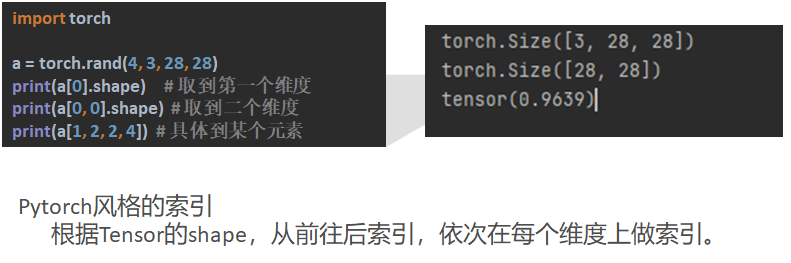 import torch
a = torch.rand(4,3,28,28)
print(a[0].shape) # 取到第一个维度
print(a[0,0].shape) # 取到二个维度
print(a[1,2,2,4]) # 具体到某个元素
torch.Size([3, 28, 28])
torch.Size([28, 28])
tensor(0.9639)
Pytorch风格的索引
根据Tensor的shape，从前往后索引，依次在每个维度上做索引。